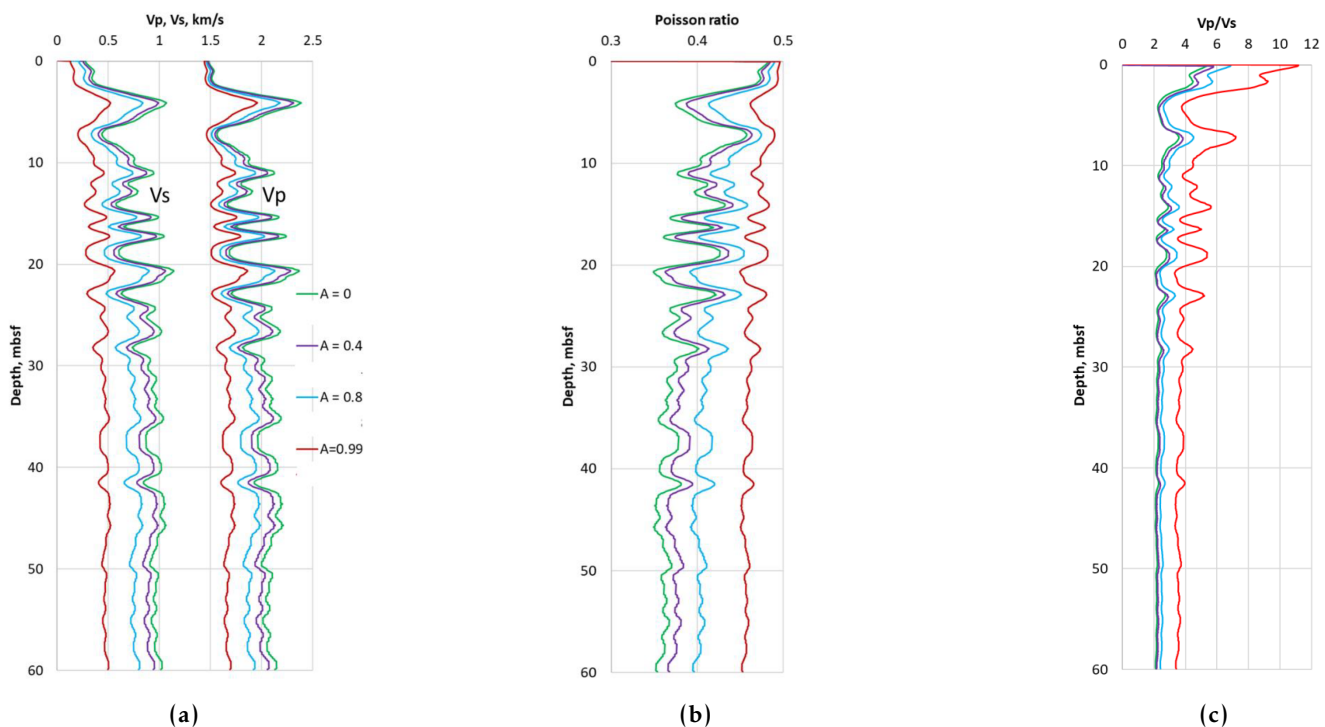 Vp, Vs, km/s
0 0.5 1 1.5 2 2.5
0
10
20
30
40
50
60
Depth, mbsf
Vs
Vp
A = 0
A = 0.4
A = 0.8
A=0.99
(a)
Poisson ratio
0.3 0.4 0.5
0
10
20
30
40
50
60
Depth, mbsf
(b)
Vp/Vs
0 2 4 6 8 10 12
0
10
20
30
40
50
60
Depth, mbsf
(c)